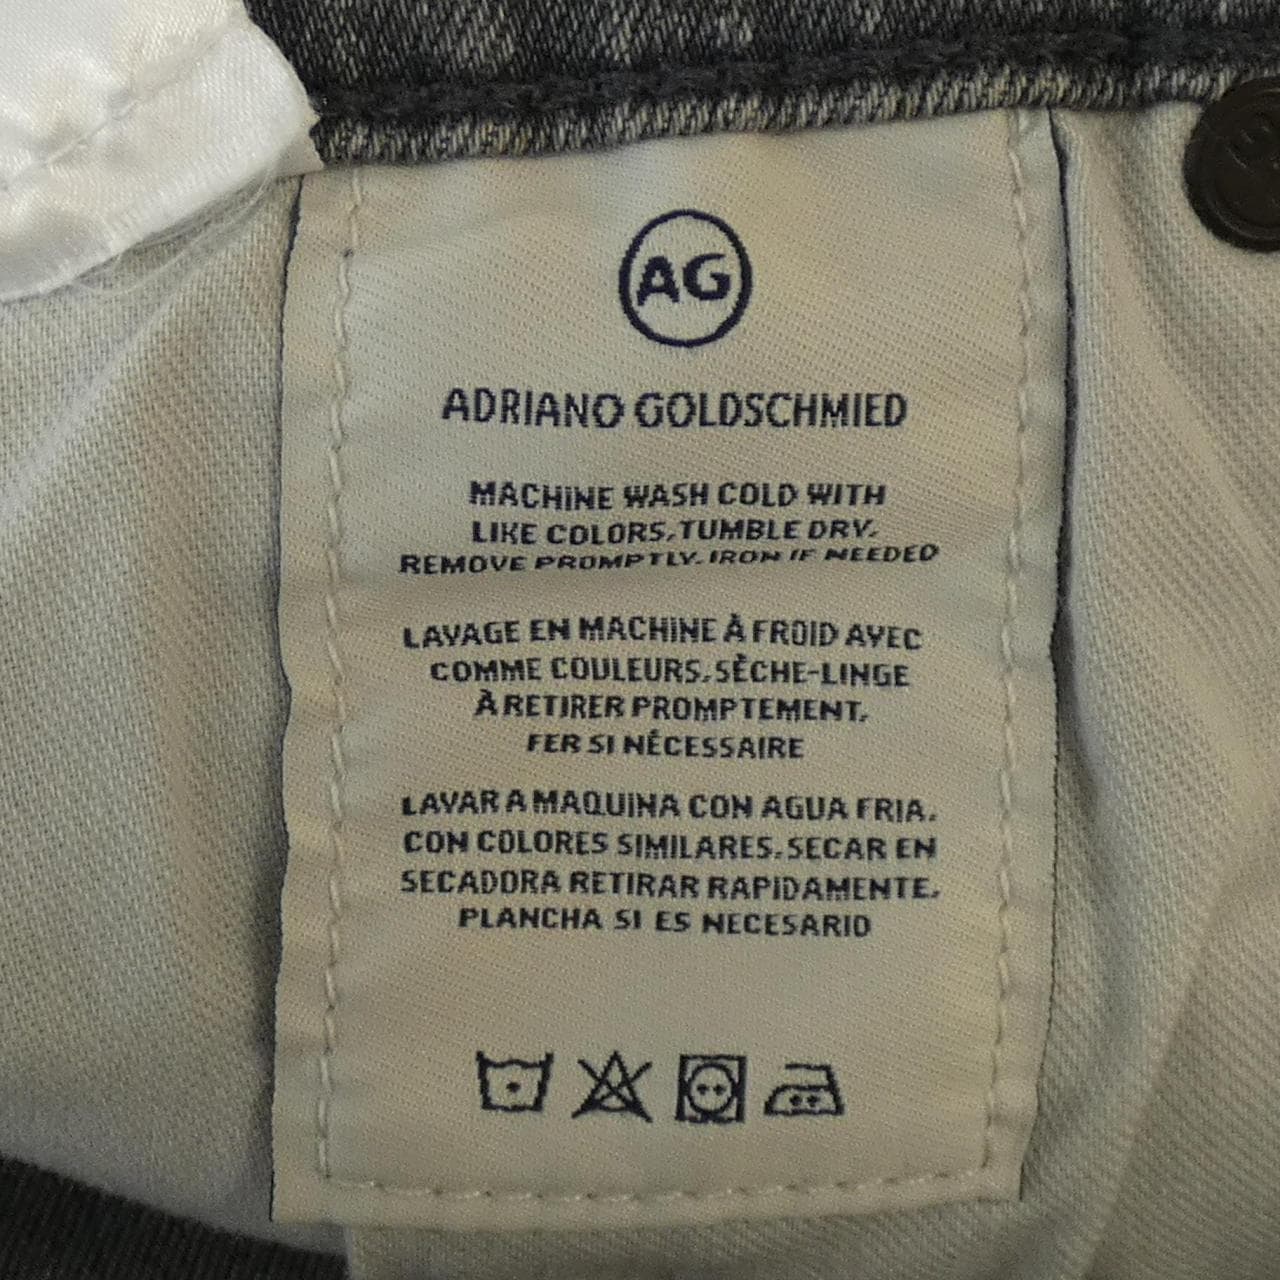 AG
ADRIANO GOLDSCHMIED
MACHINE WASH COLD WITH
LIKE COLORS. TUMBLE DRY.
REMOVE PROMPTLY. IRON IF NEEDED
LAVAGE EN MACHINE À FROID AVEC
COMME COULEURS. SÈCHE-LINGE
À RETIRER PROMPTEMENT.
FER SI NÉCESSAIRE
LAVAR A MAQUINA CON AGUA FRIA.
CON COLORES SIMILARES. SECAR EN
SECADORA RETIRAR RAPIDAMENTE.
PLANCHA SI ES NECESARIO